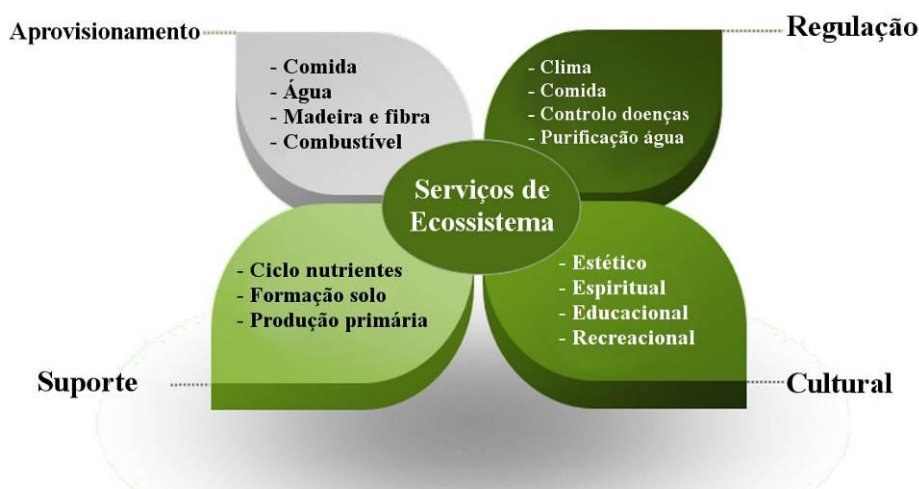 Aprovisionamento
- Comida
- Água
- Madeira e fibra
- Combustível
Regulação
- Clima
- Comida
- Controlo doenças
- Purificação água
Serviços de
Ecossistema
- Ciclo nutrientes
- Formação solo
- Produção primária
Suporte
- Estético
- Espiritual
- Educacional
- Recreacional
Cultural